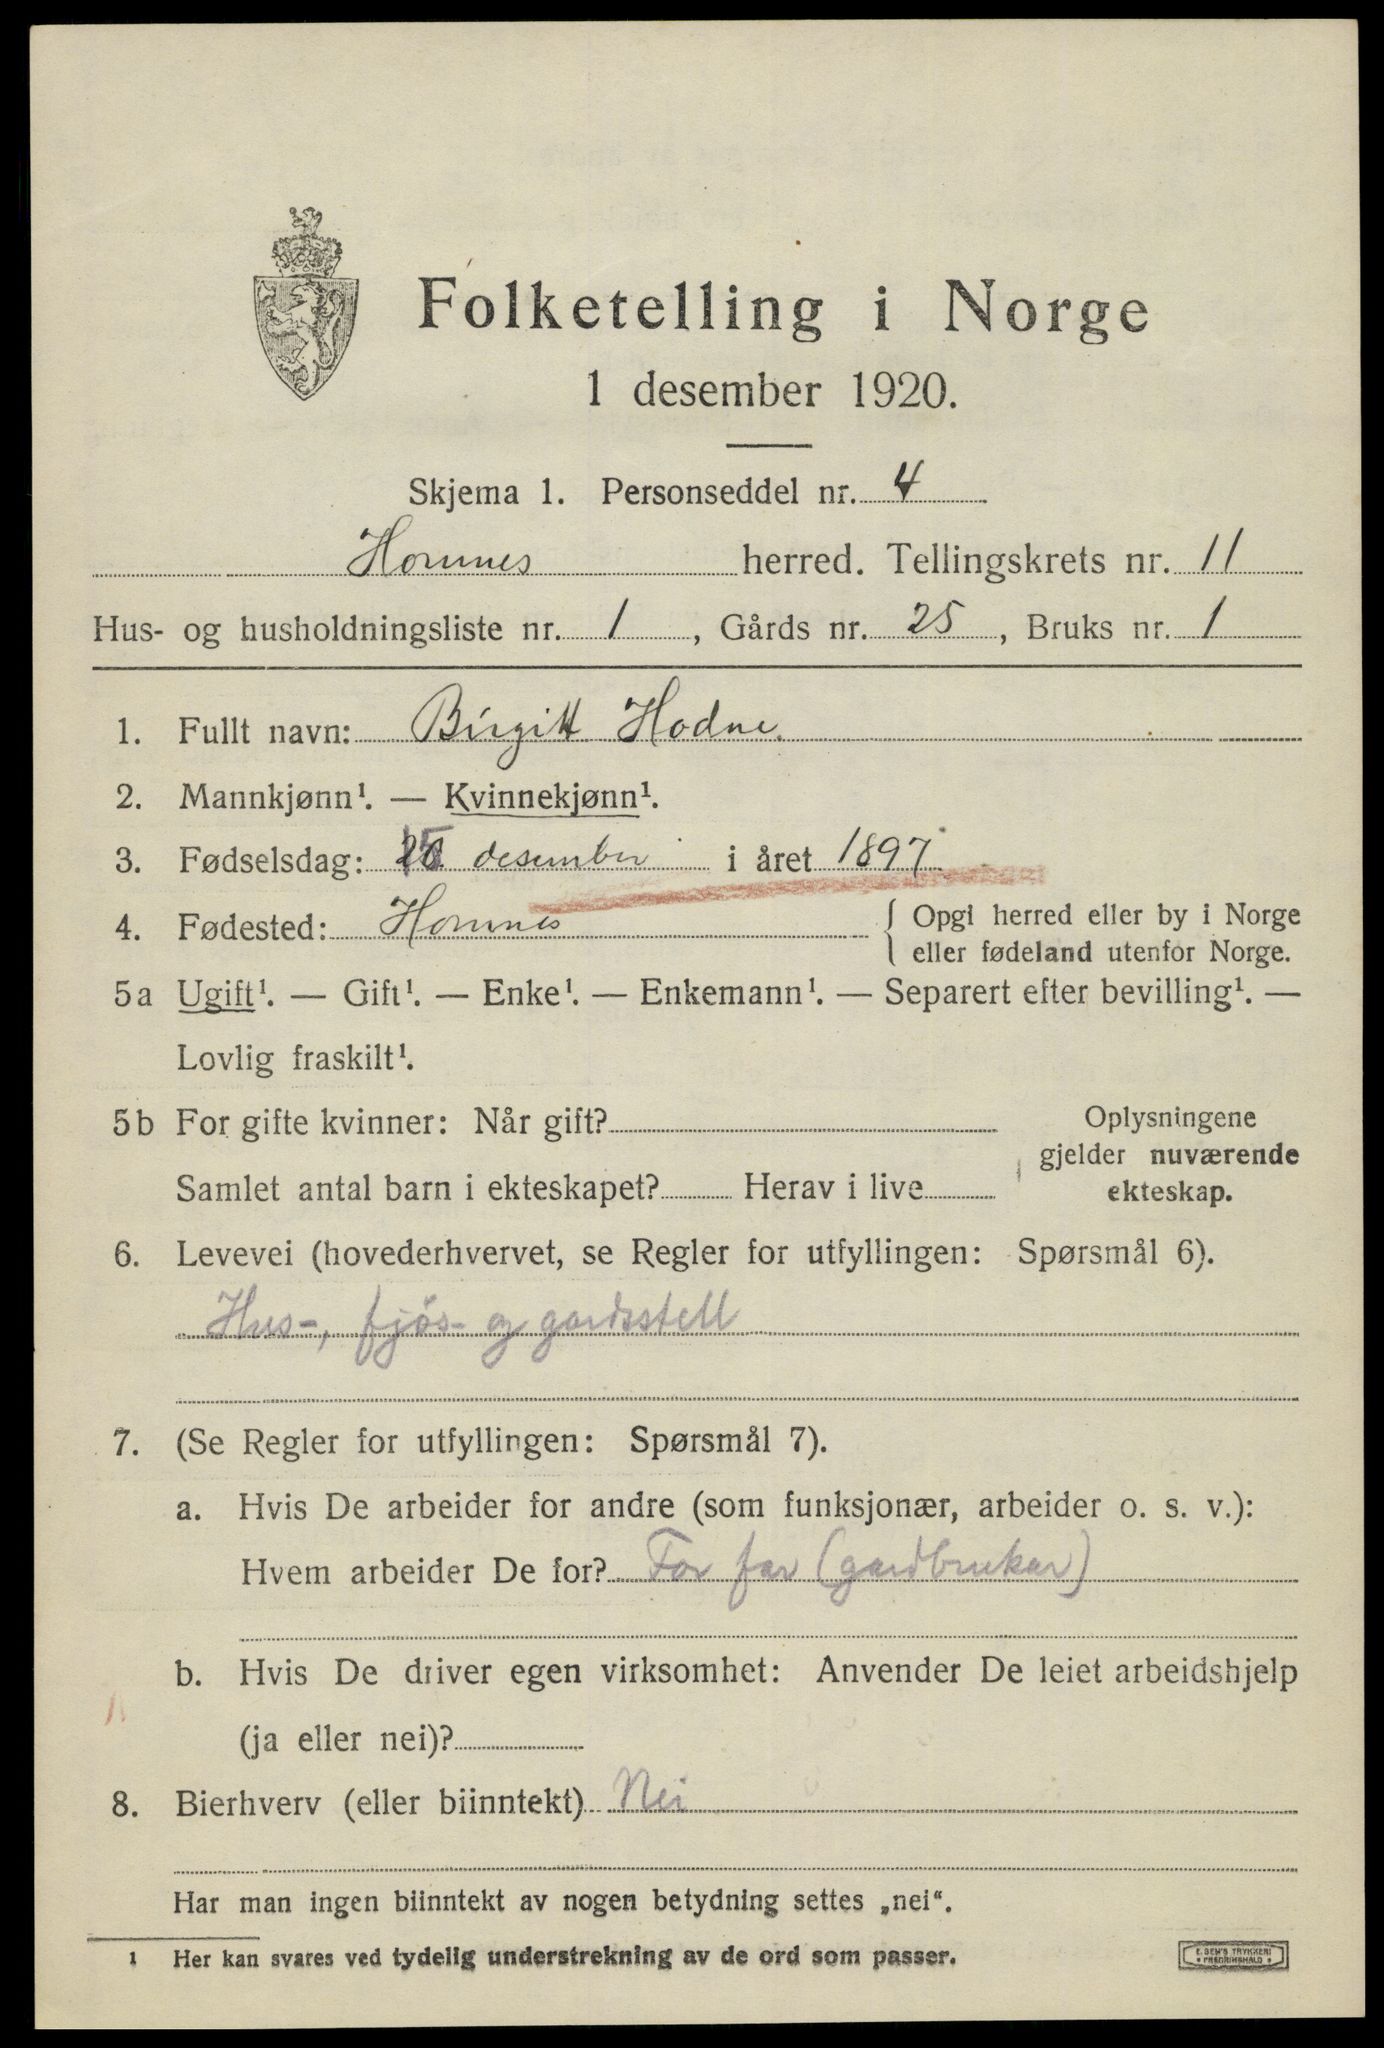 Folketelling i Norge
1 desember 1920.
Skjema 1. Personseddel nr. 4
Hornnes herred. Tellingskrets nr. 11
Hus- og husholdningsliste nr. 1, Gårds nr. 25, Bruks nr. 1
1. Fullt navn: Birgitt Hodne.
2. Mannkjønn¹. — Kvinnekjønn¹.
3. Fødselsdag: desember i året 1897
4. Fødested: Hornnes { Opgi herred eller by i Norge
eller fødeland utenfor Norge.
5a Ugift¹. — Gift¹. — Enke¹. — Enkemann¹. — Separert efter bevilling¹. —
Lovlig fraskilt¹.
5b For gifte kvinner: Når gift?
Samlet antal barn i ekteskapet? Herav i live
Oplysningene
gjelder nuværende
ekteskap.
6. Levevei (hovederhvervet, se Regler for utfyllingen: Spørsmål 6).
Hus-, fjös- og gardsstell
7. (Se Regler for utfyllingen: Spørsmål 7).
a. Hvis De arbeider for andre (som funksjonær, arbeider o. s. v.):
Hvem arbeider De for? For far (gardbrukar)
b. Hvis De driver egen virksomhet: Anvender De leiet arbeidshjelp
(ja eller nei)?
8. Bierhverv (eller biinntekt) Nei
Har man ingen biinntekt av nogen betydning settes „nei“.
1 Her kan svares ved tydelig understrekning av de ord som passer.
E. SEM'S TRYKKERI
• FREDRIKSHALD •